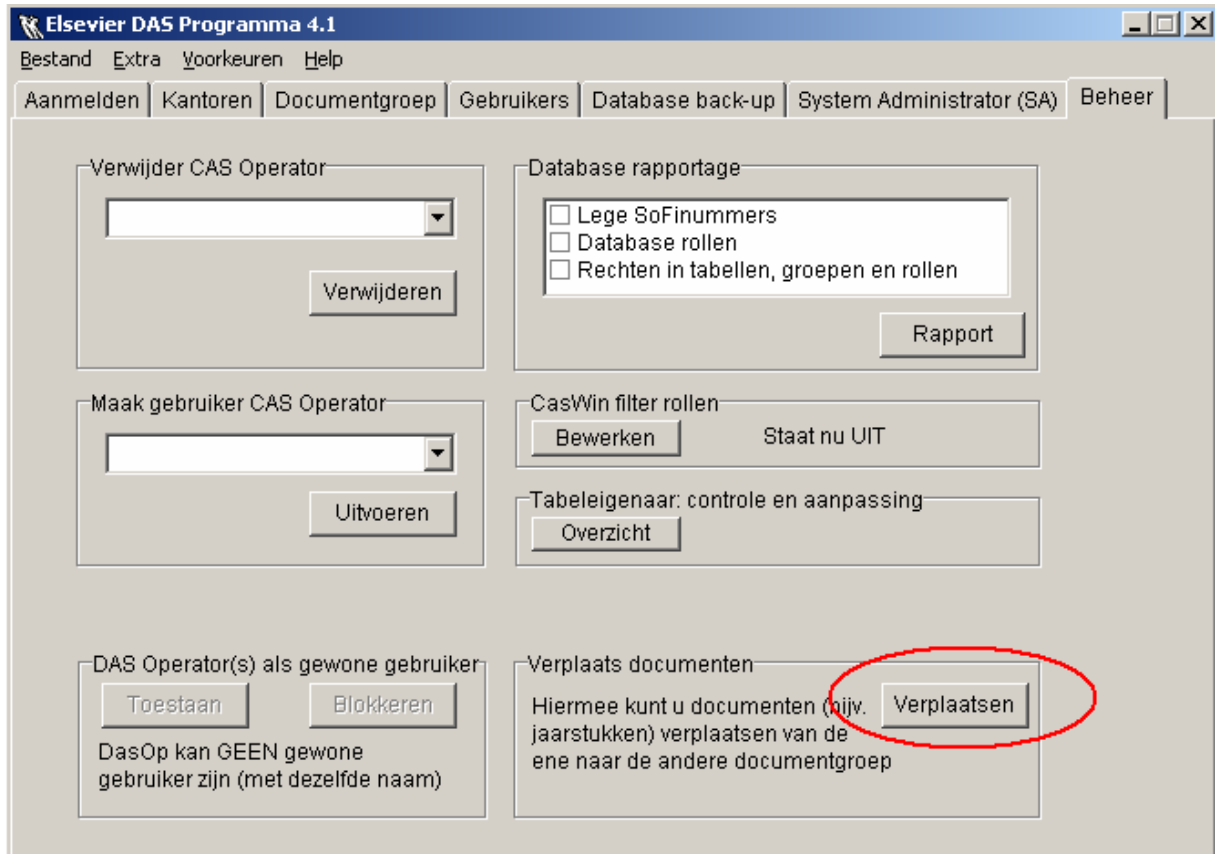 Elsevier DAS Programma 4.1
Bestand Extra Voorkeuren Help
Aanmelden Kantoren Documentgroep Gebruikers Database back-up System Administrator (SA) Beheer
Verwijder CAS Operator
Verwijderen
Database rapportage
Lege SoFinummers
Database rollen
Rechten in tabellen, groepen en rollen
Rapport
Maak gebruiker CAS Operator
Uitvoeren
CasWin filter rollen
Bewerken Staat nu UIT
Tabeleigenaar: controle en aanpassing
Overzicht
DAS Operator(s) als gewone gebruiker
Toestaan Blokkeren
DasOp kan GEEN gewone
gebruiker zijn (met dezelfde naam)
Verplaats documenten
Hiermee kunt u documenten (bijv.
jaarstukken) verplaatsen van de
ene naar de andere documentgroep
Verplaatsen